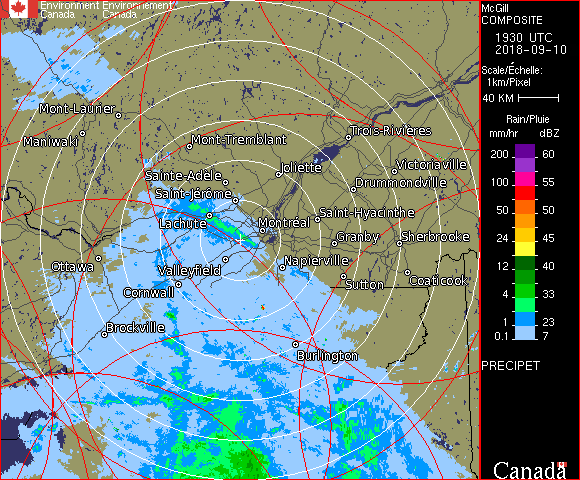 Environment Environnement
Canada Canada
McGill
COMPOSITE
1930 UTC
2018-09-10
Scale/Échelle:
1km/Pixel
40 KM
Rain/Pluie
mm/hr dBZ
200 60
100 55
50 50
24 45
12 40
4 33
1 23
0.1 7
PRECIPET
Canada
Mont-Laurier
Maniwaki
Mont-Tremblant
Trois-Rivières
Sainte-Adèle
Joliette
Victoriaville
Saint-Jérôme
Drummondville
Lachute
Montréal
Saint-Hyacinthe
Granby
Sherbrooke
Ottawa
Valleyfield
Napierville
Cornwall
Sutton
Coaticook
Brockville
Burlington